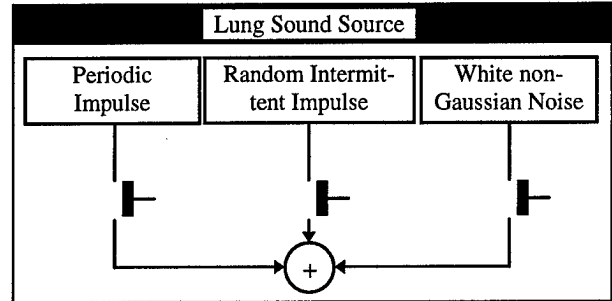 Lung Sound Source
Periodic
Impulse
Random Intermit-
tent Impulse
White non-
Gaussian Noise
+